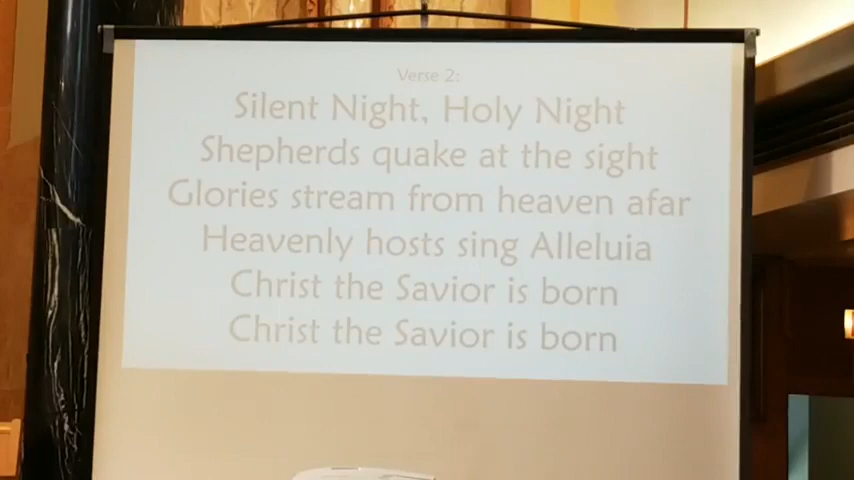 Verse 2:
Silent Night, Holy Night
Shepherds quake at the sight
Glories stream from heaven afar
Heavenly hosts sing Alleluia
Christ the Savior is born
Christ the Savior is born